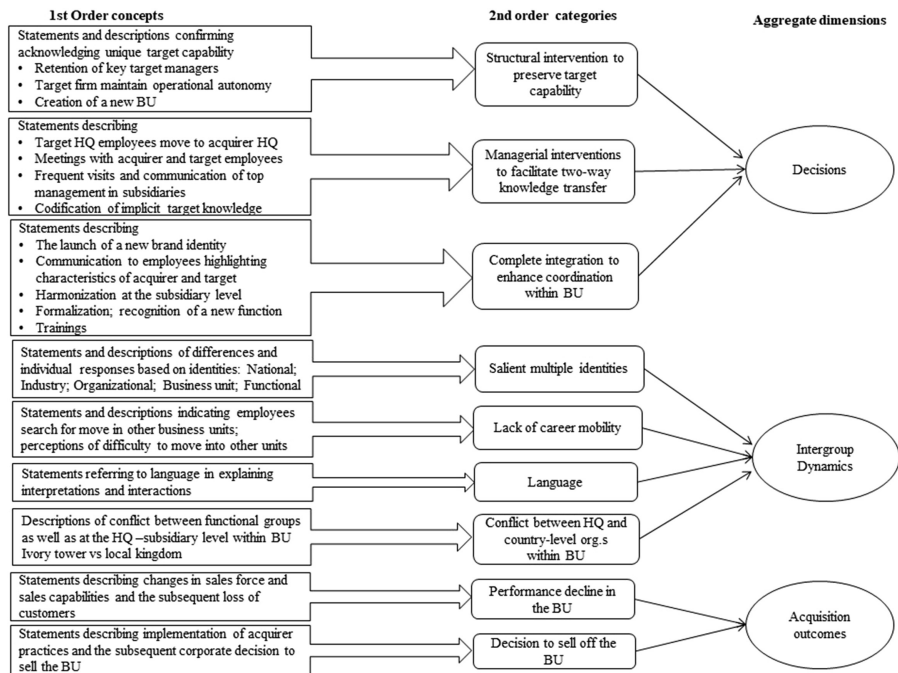 1st Order concepts
2nd order categories
Aggregate dimensions
Statements and descriptions confirming
acknowledging unique target capability
• Retention of key target managers
• Target firm maintain operational autonomy
• Creation of a new BU
Structural intervention to
preserve target
capability
Statements describing
• Target HQ employees move to acquirer HQ
• Meetings with acquirer and target employees
• Frequent visits and communication of top
management in subsidiaries
• Codification of implicit target knowledge
Managerial interventions
to facilitate two-way
knowledge transfer
Decisions
Statements describing
• The launch of a new brand identity
• Communication to employees highlighting
characteristics of acquirer and target
• Harmonization at the subsidiary level
• Formalization; recognition of a new function
• Trainings
Complete integration to
enhance coordination
within BU
Statements and descriptions of differences and
individual responses based on identities: National;
Industry; Organizational; Business unit; Functional
Salient multiple identities
Statements and descriptions indicating employees
search for move in other business units;
perceptions of difficulty to move into other units
Lack of career mobility
Intergroup
Dynamics
Statements referring to language in explaining
interpretations and interactions
Language
Descriptions of conflict between functional groups
as well as at the HQ –subsidiary level within BU
Ivory tower vs local kingdom
Conflict between HQ and
country-level org.s
within BU
Statements describing changes in sales force and
sales capabilities and the subsequent loss of
customers
Performance decline in
the BU
Acquisition
outcomes
Statements describing implementation of acquirer
practices and the subsequent corporate decision to
sell the BU
Decision to sell off the
BU